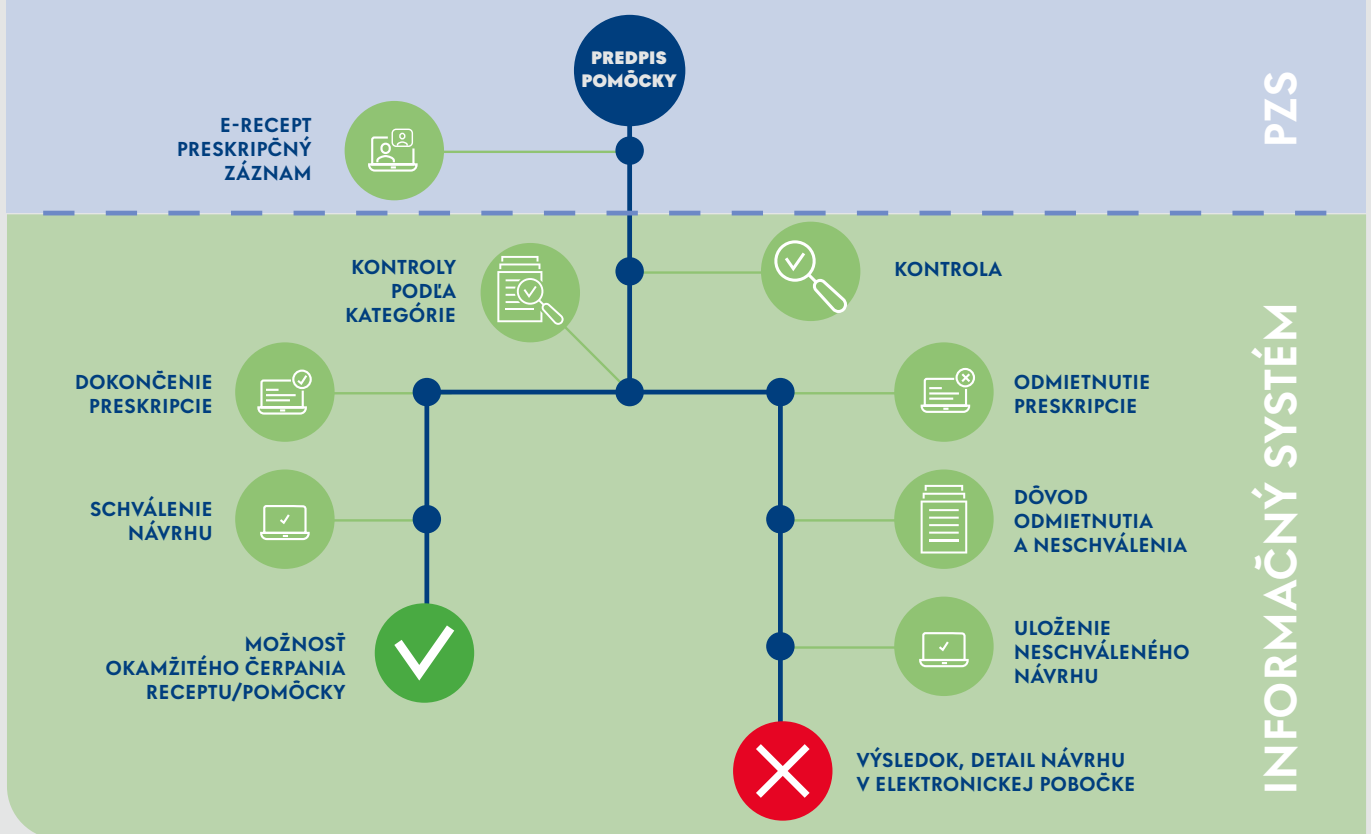 PREDPIS
POMÔCKY
PZS
E-RECEPT
PRESKRIPČNÝ
ZÁZNAM
KONTROLY
PODĽA
KATEGÓRIE
KONTROLA
INFORMAČNÝ SYSTÉM
DOKONČENIE
PRESKRIPCIE
ODMIETNUTIE
PRESKRIPCIE
SCHVÁLENIE
NÁVRHU
DÔVOD
ODMIETNUTIA
A NESCHVÁLENIA
MOŽNOSŤ
OKAMŽITÉHO ČERPANIA
RECEPTU/POMÔCKY
ULOŽENIE
NESCHVÁLENÉHO
NÁVRHU
VÝSLEDOK, DETAIL NÁVRHU
V ELEKTRONICKEJ POBOČKE